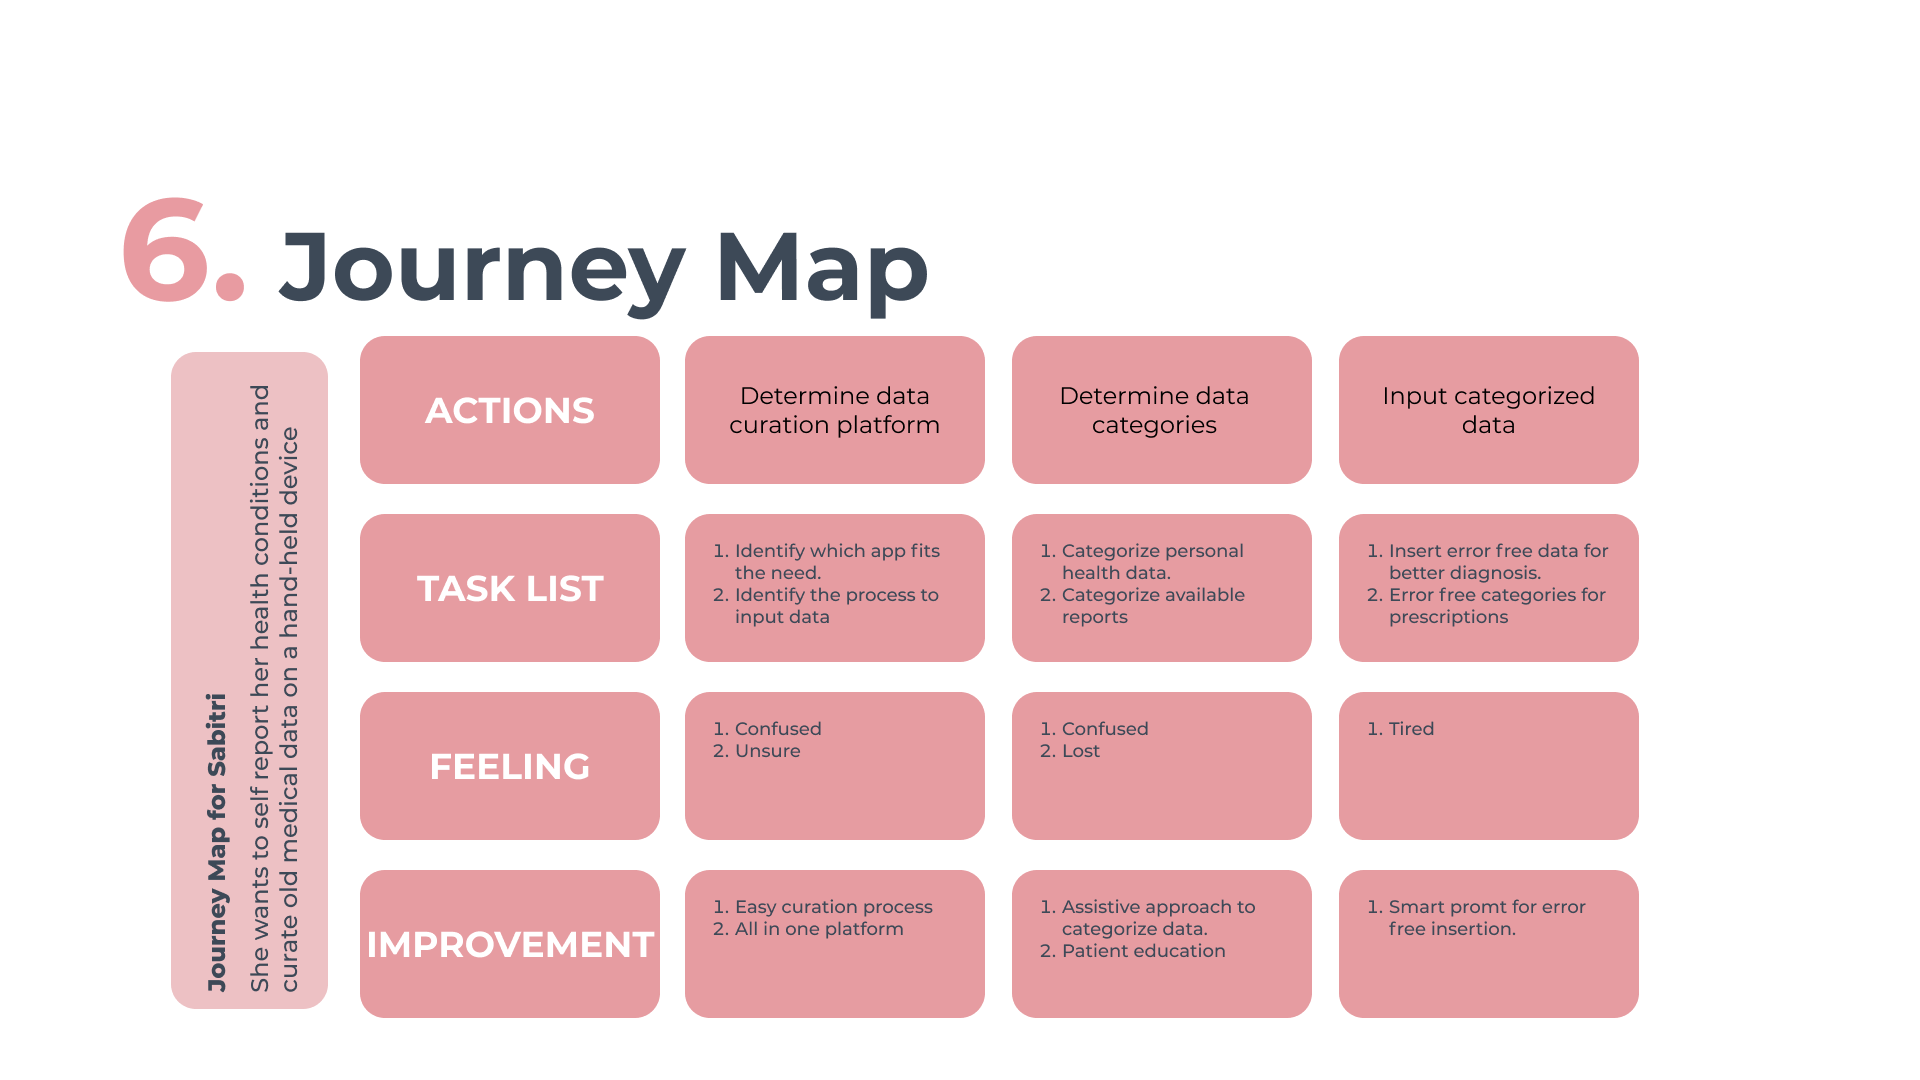 6. Journey Map
Journey Map for Sabitri
She wants to self report her health conditions and
curate old medical data on a hand-held device
ACTIONS
Determine data
curation platform
Determine data
categories
Input categorized
data
TASK LIST
1. Identify which app fits
the need.
2. Identify the process to
input data
1. Categorize personal
health data.
2. Categorize available
reports
1. Insert error free data for
better diagnosis.
2. Error free categories for
prescriptions
FEELING
1. Confused
2. Unsure
1. Confused
2. Lost
1. Tired
IMPROVEMENT
1. Easy curation process
2. All in one platform
1. Assistive approach to
categorize data.
2. Patient education
1. Smart promt for error
free insertion.